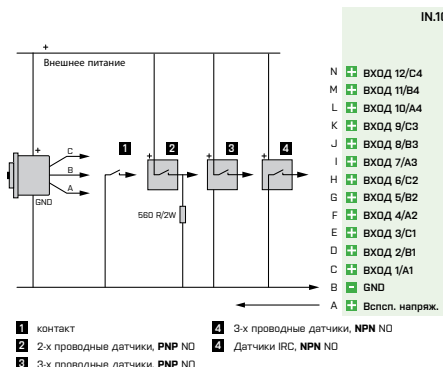 IN.10
+
Внешнее питание
N + ВХОД 12/C4
M + ВХОД 11/B4
L + ВХОД 10/A4
K + ВХОД 9/C3
J + ВХОД 8/B3
I + ВХОД 7/A3
H + ВХОД 6/C2
G + ВХОД 5/B2
F + ВХОД 4/A2
E + ВХОД 3/C1
D + ВХОД 2/B1
C + ВХОД 1/A1
B - GND
A + Вспсп. напряж.
1
2
3
4
+
+
+
+
C
B
A
GND
560 R/2W
1 контакт
2 2-х проводные датчики, PNP NO
3 3-х проводные датчики, PNP NO
4 3-х проводные датчики, NPN NO
4 Датчики IRC, NPN NO